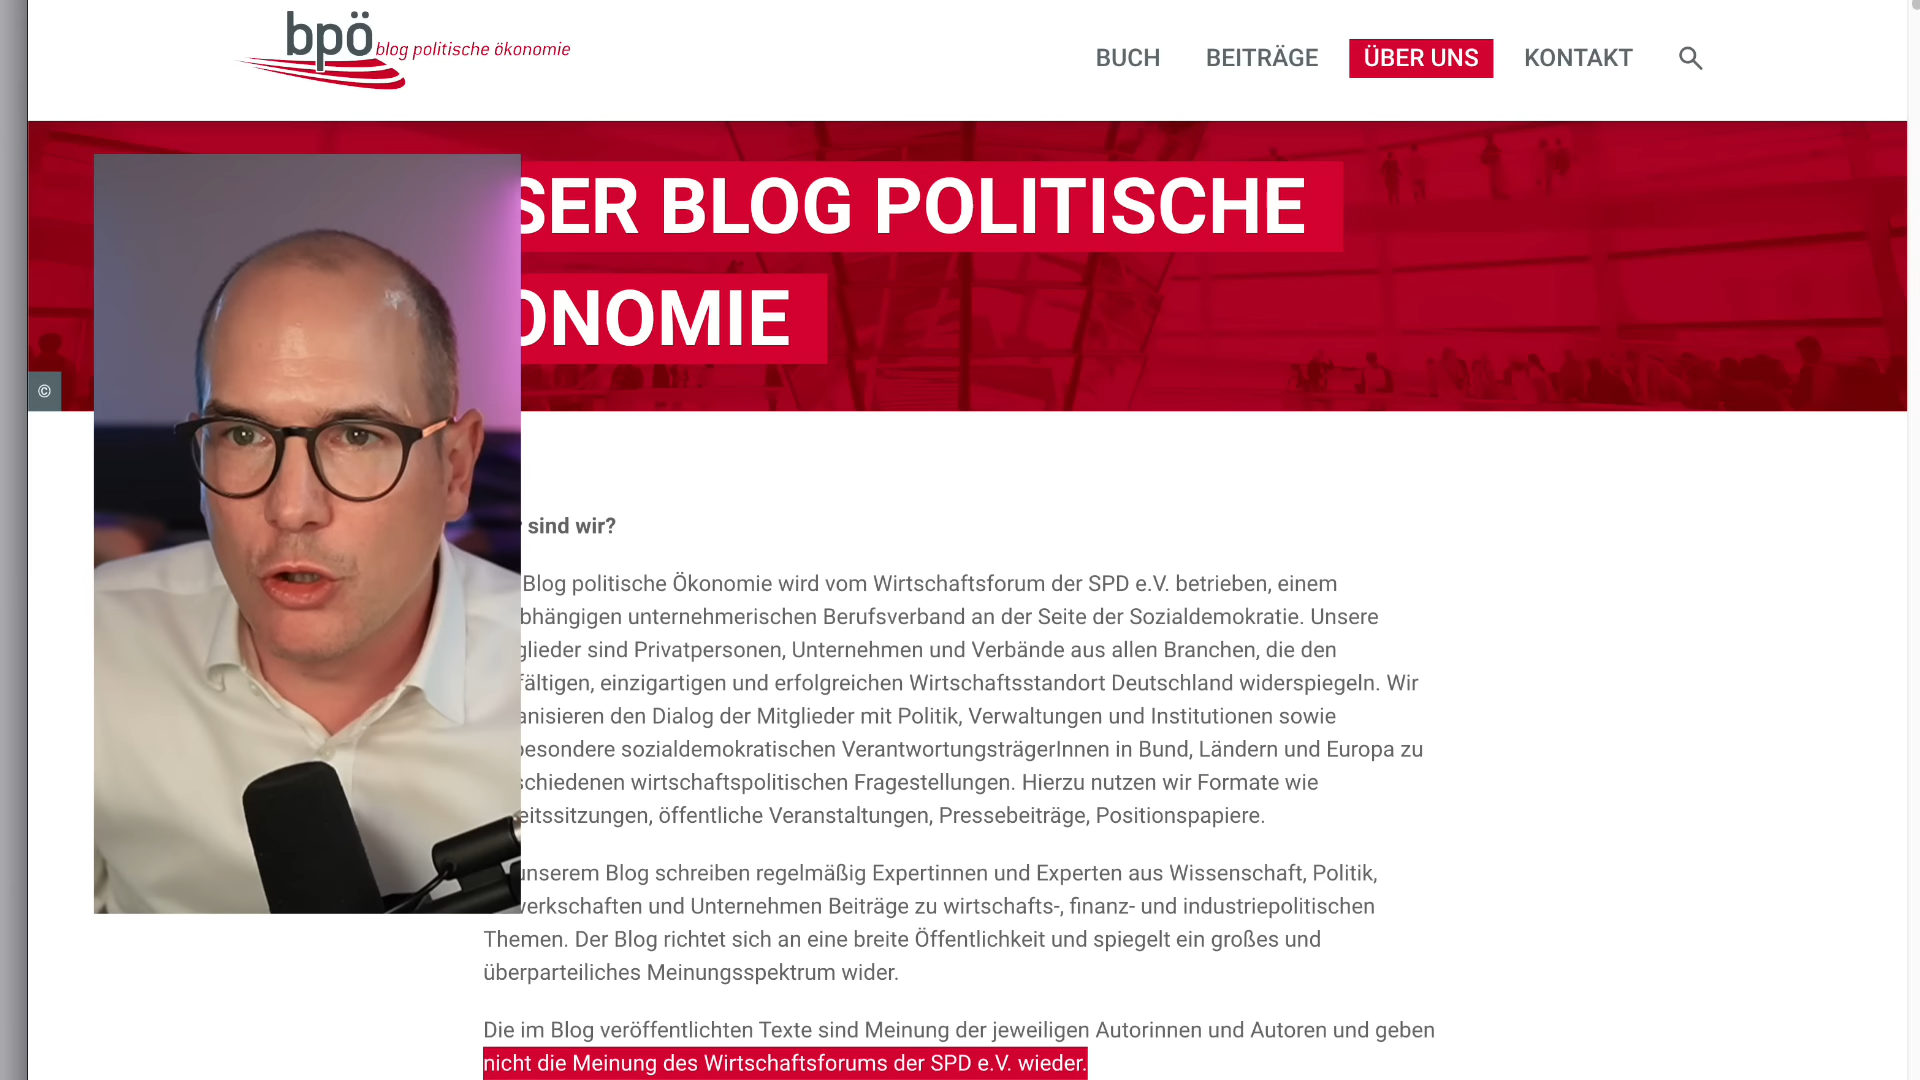 bpö blog politische ökonomie
BUCH BEITRÄGE ÜBER UNS KONTAKT
SER BLOG POLITISCHE
ONOMIE
©
sind wir?
Blog politische Ökonomie wird vom Wirtschaftsforum der SPD e.V. betrieben, einem
bhängigen unternehmerischen Berufsverband an der Seite der Sozialdemokratie. Unsere
glieder sind Privatpersonen, Unternehmen und Verbände aus allen Branchen, die den
fältigen, einzigartigen und erfolgreichen Wirtschaftsstandort Deutschland widerspiegeln. Wir
anisieren den Dialog der Mitglieder mit Politik, Verwaltungen und Institutionen sowie
besondere sozialdemokratischen VerantwortungsträgerInnen in Bund, Ländern und Europa zu
schiedenen wirtschaftspolitischen Fragestellungen. Hierzu nutzen wir Formate wie
eitssitzungen, öffentliche Veranstaltungen, Pressebeiträge, Positionspapiere.
unserem Blog schreiben regelmäßig Expertinnen und Experten aus Wissenschaft, Politik,
verkschaften und Unternehmen Beiträge zu wirtschafts-, finanz- und industriepolitischen
Themen. Der Blog richtet sich an eine breite Öffentlichkeit und spiegelt ein großes und
überparteiliches Meinungsspektrum wider.
Die im Blog veröffentlichten Texte sind Meinung der jeweiligen Autorinnen und Autoren und geben
nicht die Meinung des Wirtschaftsforums der SPD e.V. wieder.